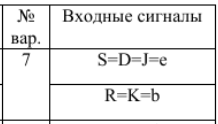 № вар. Входные сигналы
7 S=D=J=e
R=K=b